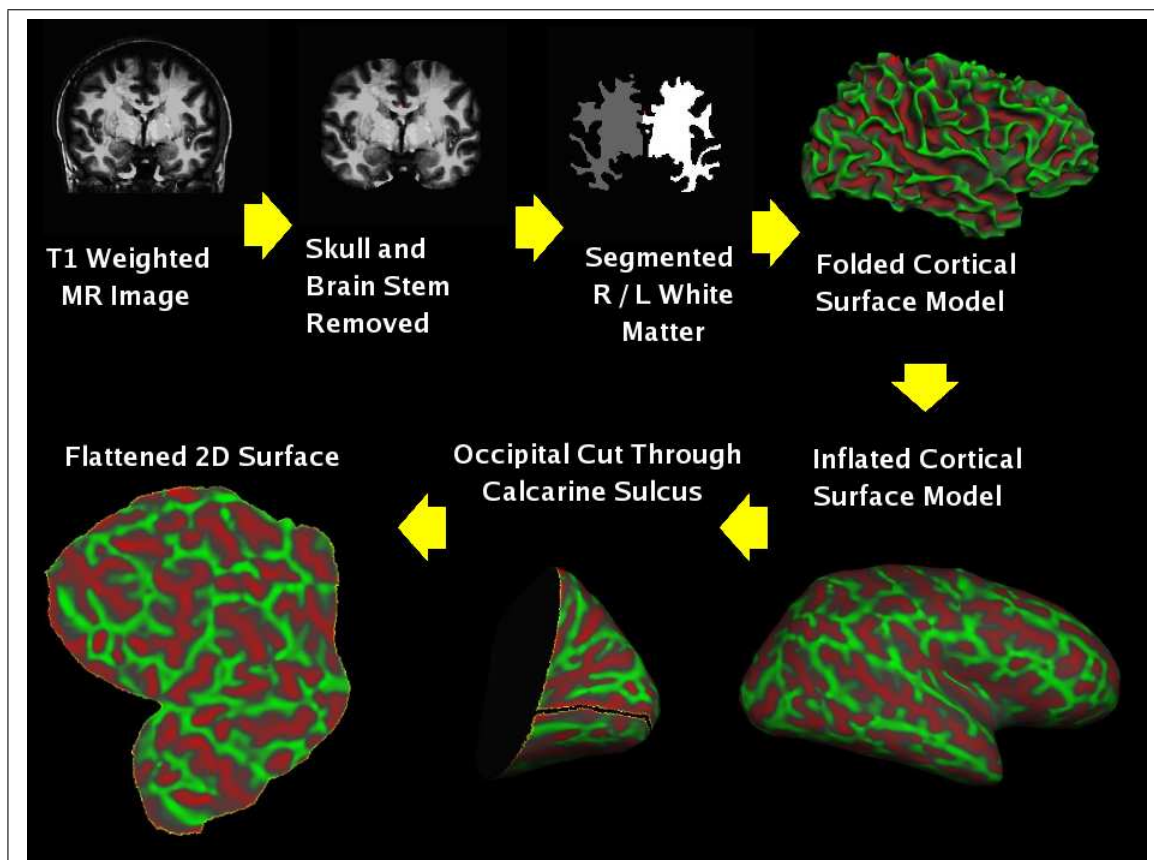 T1 Weighted
MR Image
Skull and
Brain Stem
Removed
Segmented
R / L White
Matter
Folded Cortical
Surface Model
Inflated Cortical
Surface Model
Occipital Cut Through
Calcarine Sulcus
Flattened 2D Surface